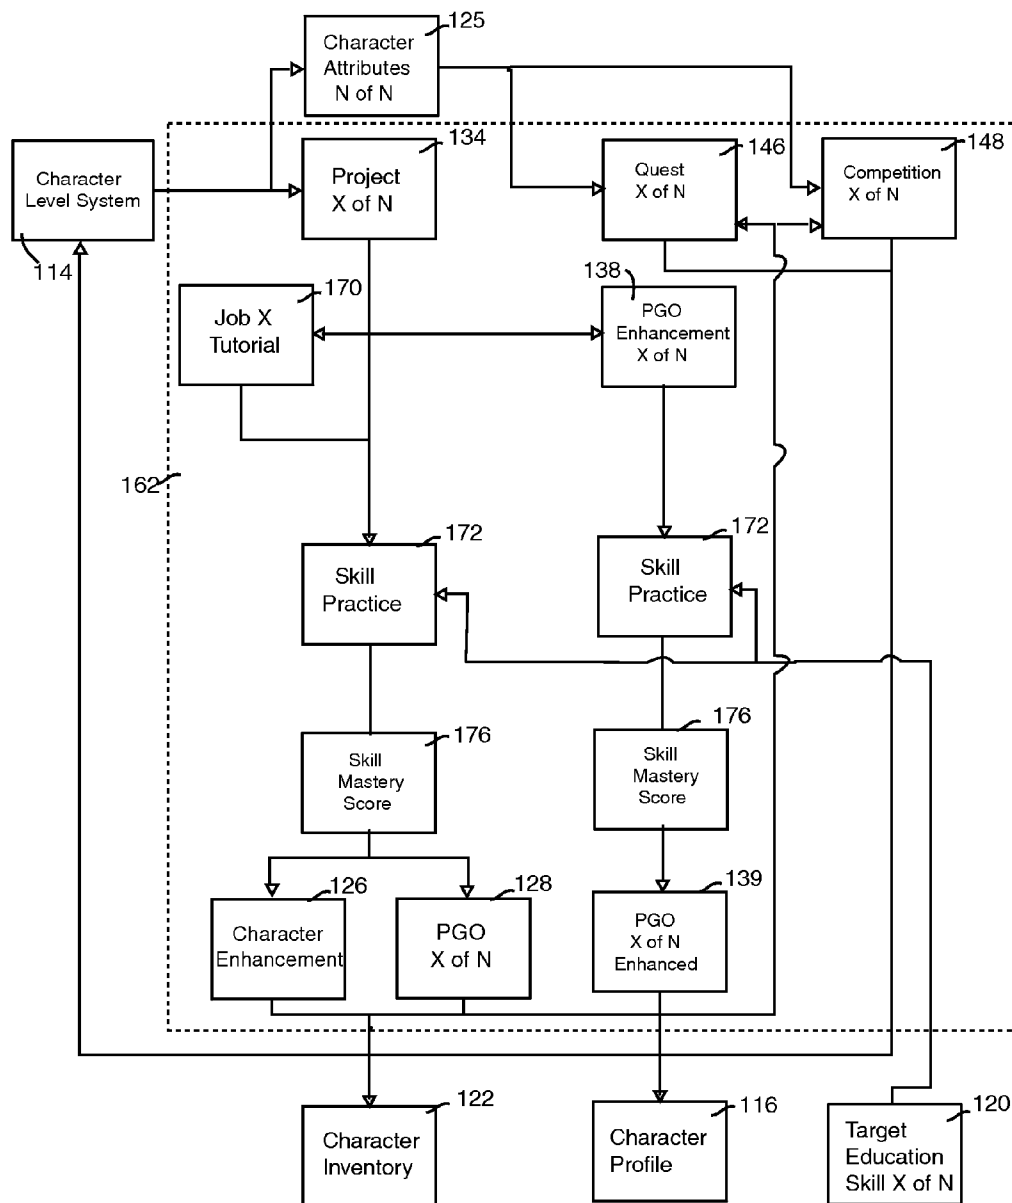 125
Character
Attributes
N of N
134
Project
X of N
146
Quest
X of N
148
Competition
X of N
Character
Level System
114
170
Job X
Tutorial
138
PGO
Enhancement
X of N
162
172
Skill
Practice
172
Skill
Practice
176
Skill
Mastery
Score
176
Skill
Mastery
Score
126
Character
Enhancement
128
PGO
X of N
139
PGO
X of N
Enhanced
122
Character
Inventory
116
Character
Profile
120
Target
Education
Skill X of N